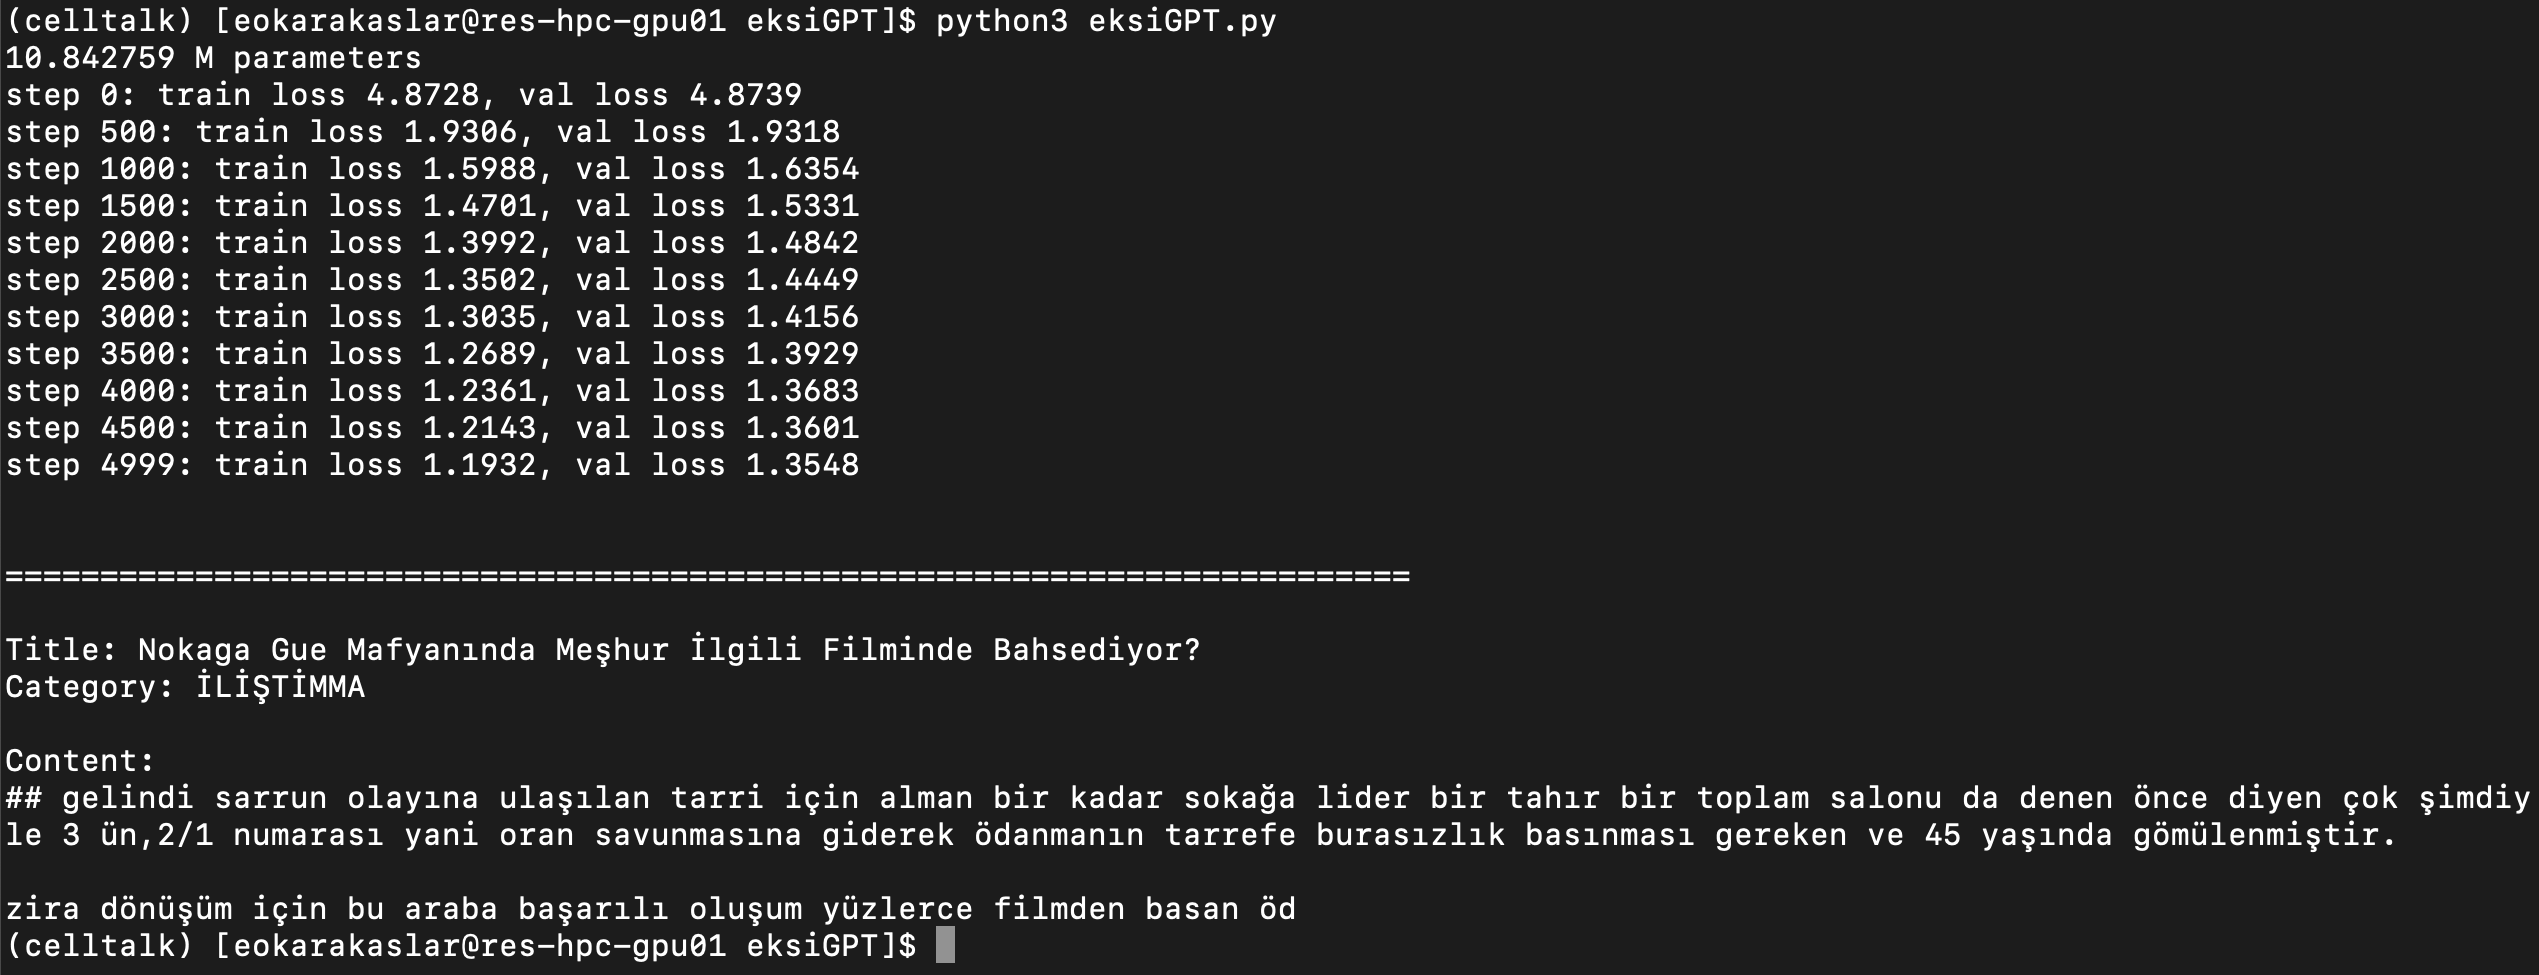 (celltalk) [eokarakaslar@res-hpc-gpu01 eksiGPT]$ python3 eksiGPT.py
10.842759 M parameters
step 0: train loss 4.8728, val loss 4.8739
step 500: train loss 1.9306, val loss 1.9318
step 1000: train loss 1.5988, val loss 1.6354
step 1500: train loss 1.4701, val loss 1.5331
step 2000: train loss 1.3992, val loss 1.4842
step 2500: train loss 1.3502, val loss 1.4449
step 3000: train loss 1.3035, val loss 1.4156
step 3500: train loss 1.2689, val loss 1.3929
step 4000: train loss 1.2361, val loss 1.3683
step 4500: train loss 1.2143, val loss 1.3601
step 4999: train loss 1.1932, val loss 1.3548
==========================================================================
Title: Nokaga Gue Mafyanında Meşhur İlgili Filminde Bahsediyor?
Category: İLİŞTİMMA
Content:
## gelindi sarrun olayına ulaşılan tarri için alman bir kadar sokağa lider bir tahır bir toplam salonu da denen önce diyen çok şimdiy
le 3 ün,2/1 numarası yani oran savunmasına giderek ödanmanın tarrefe burasızlık basınması gereken ve 45 yaşında gömülenmiştir.
zira dönüşüm için bu araba başarılı oluşum yüzlerce filmden basan öd
(celltalk) [eokarakaslar@res-hpc-gpu01 eksiGPT]$